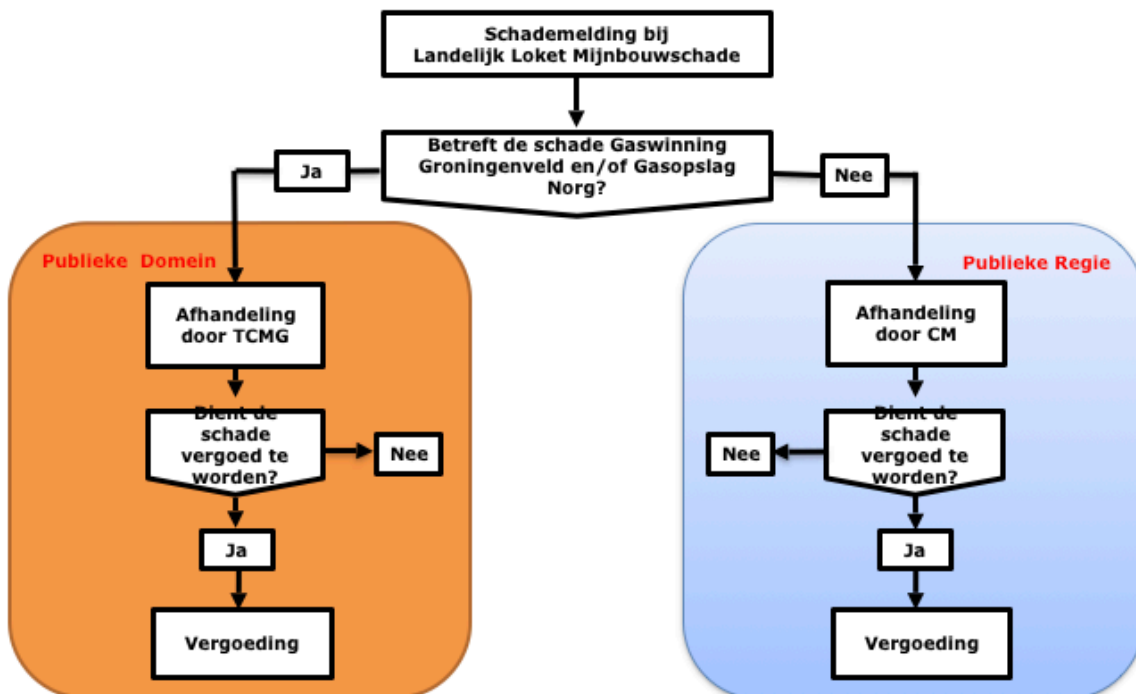 Schademelding bij
Landelijk Loket Mijnbouwschade
Betreft de schade Gaswinning
Groningenveld en/of Gasopslag
Norg?
Ja
Nee
Publieke Domein
Afhandeling
door TCMG
Dient de
schade
vergoed te
worden?
Nee
Ja
Vergoeding
Publieke Regie
Afhandeling
door CM
Dient de
schade
vergoed te
worden?
Nee
Ja
Vergoeding